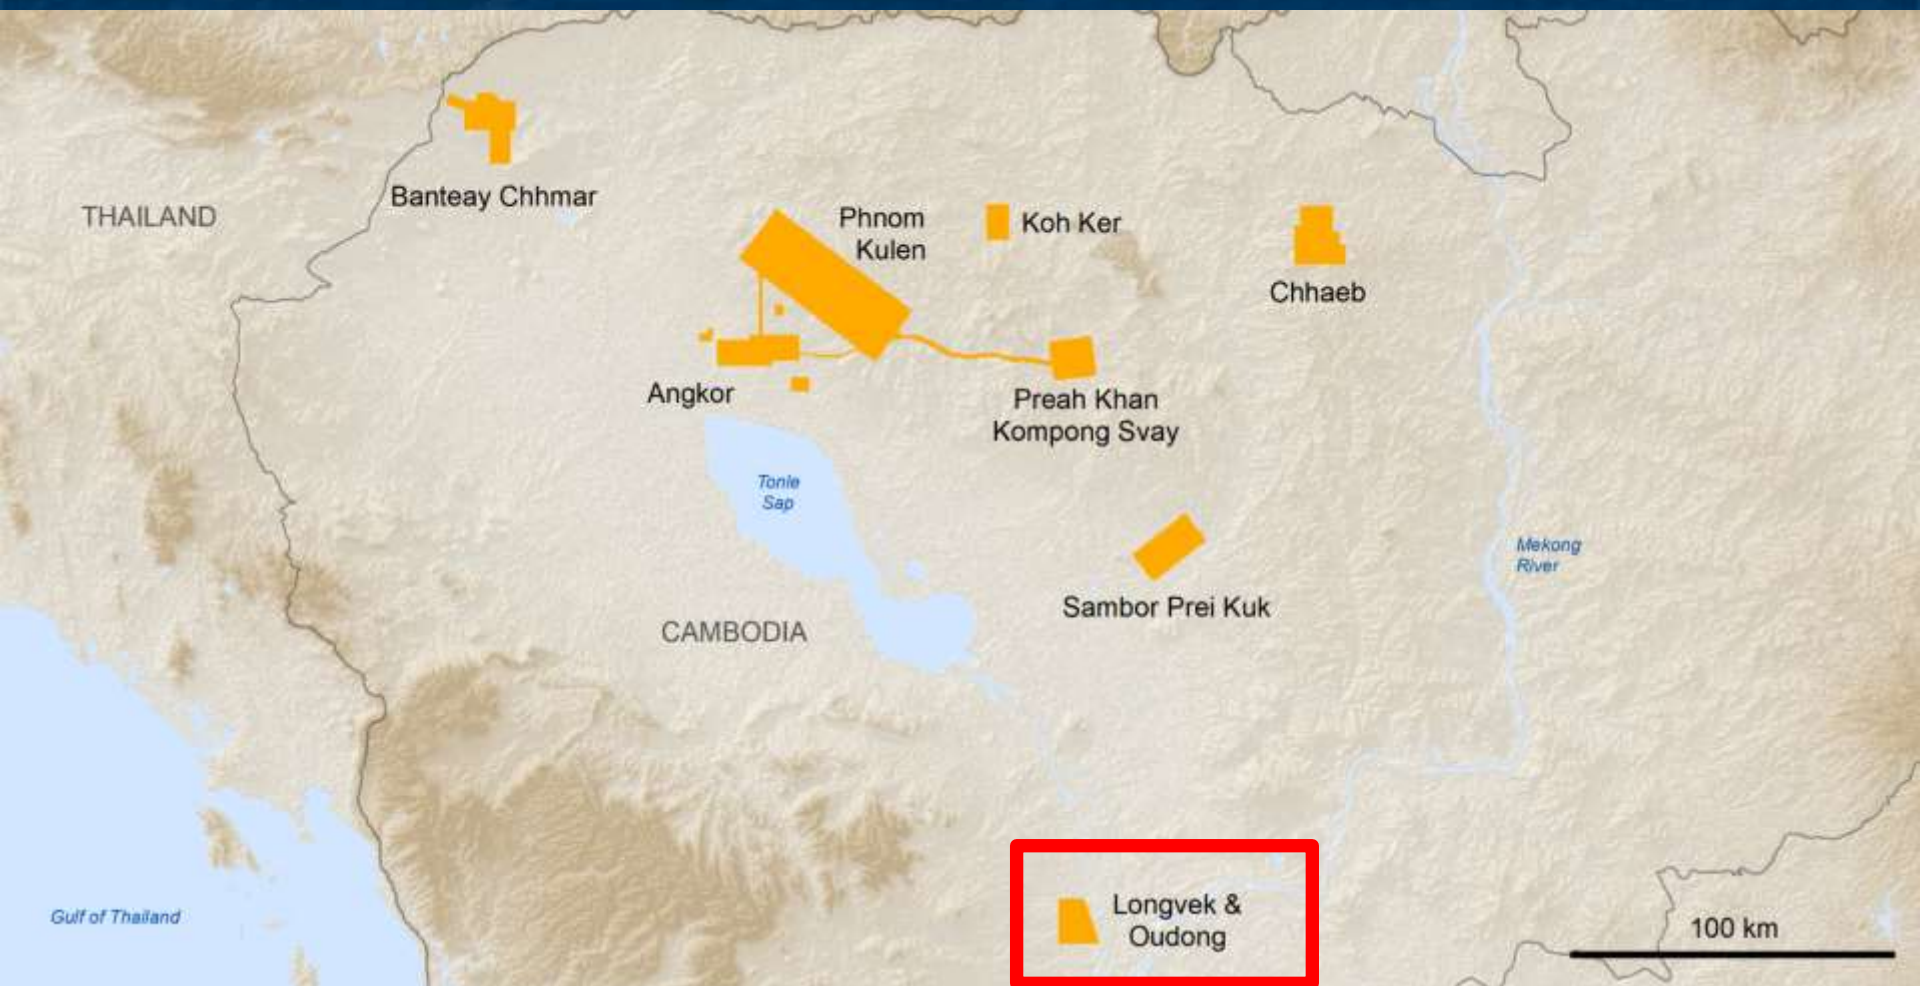 Banteay Chhmar
THAILAND
Phnom
Kulen
Koh Ker
Chhaeb
Angkor
Preah Khan
Kompong Svay
Tonle
Sap
Mekong
River
Sambor Prei Kuk
CAMBODIA
Gulf of Thailand
Longvek &
Oudong
100 km